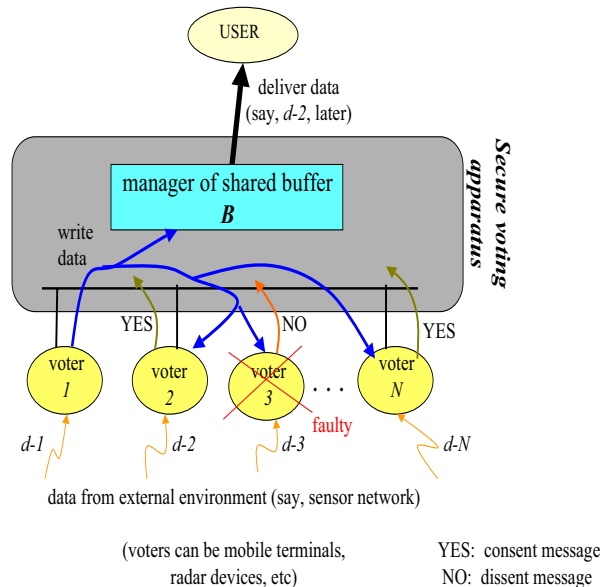 USER
deliver data
(say, d-2, later)
Secure voting
apparatus
manager of shared buffer
B
write
data
YES
NO
YES
voter
1
voter
2
voter
3
. . .
voter
N
faulty
d-1
d-2
d-3
d-N
data from external environment (say, sensor network)
(voters can be mobile terminals,
radar devices, etc)
YES: consent message
NO: dissent message